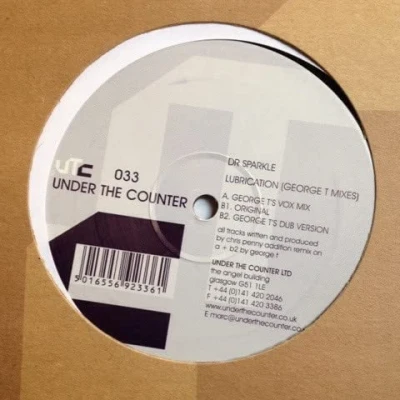 utc
033
UNDER THE COUNTER
5 016556 923361
DR SPARKLE
LUBRICATION (GEORGE T MIXES)
A. GEORGE T'S VOX MIX
B1. ORIGINAL
B2. GEORGE T'S DUB VERSION
all tracks written and produced
by chris penny addition remix on
a + b2 by george t
UNDER THE COUNTER LTD
the angel building
glasgow G51 1LE
T +44 (0)141 420 2046
F +44 (0)141 420 3386
www.underthecounter.co.uk
E marc@underthecounter.co.